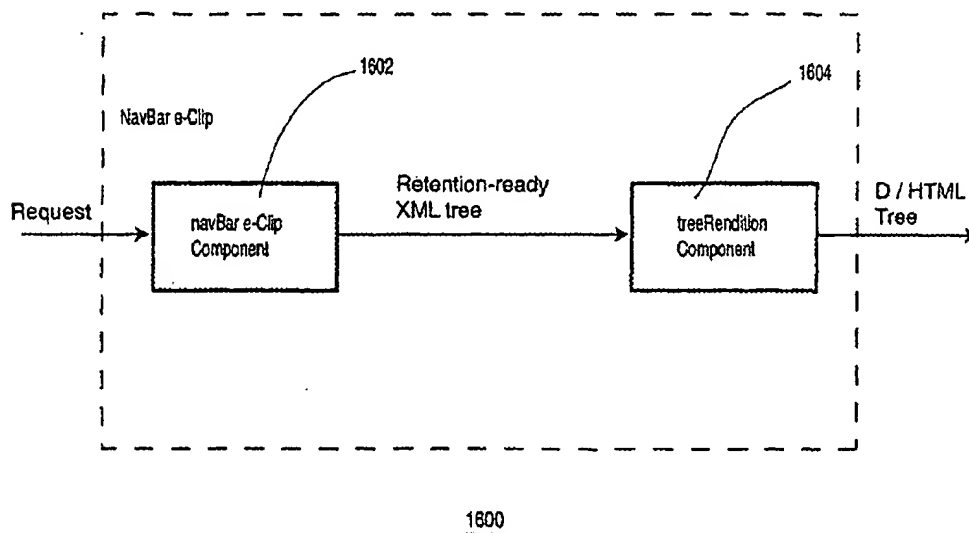 1602
1604
NavBar e-Clip
Request
navBar e-Clip
Component
Retention-ready
XML tree
treeRendition
Component
D / HTML
Tree
1600